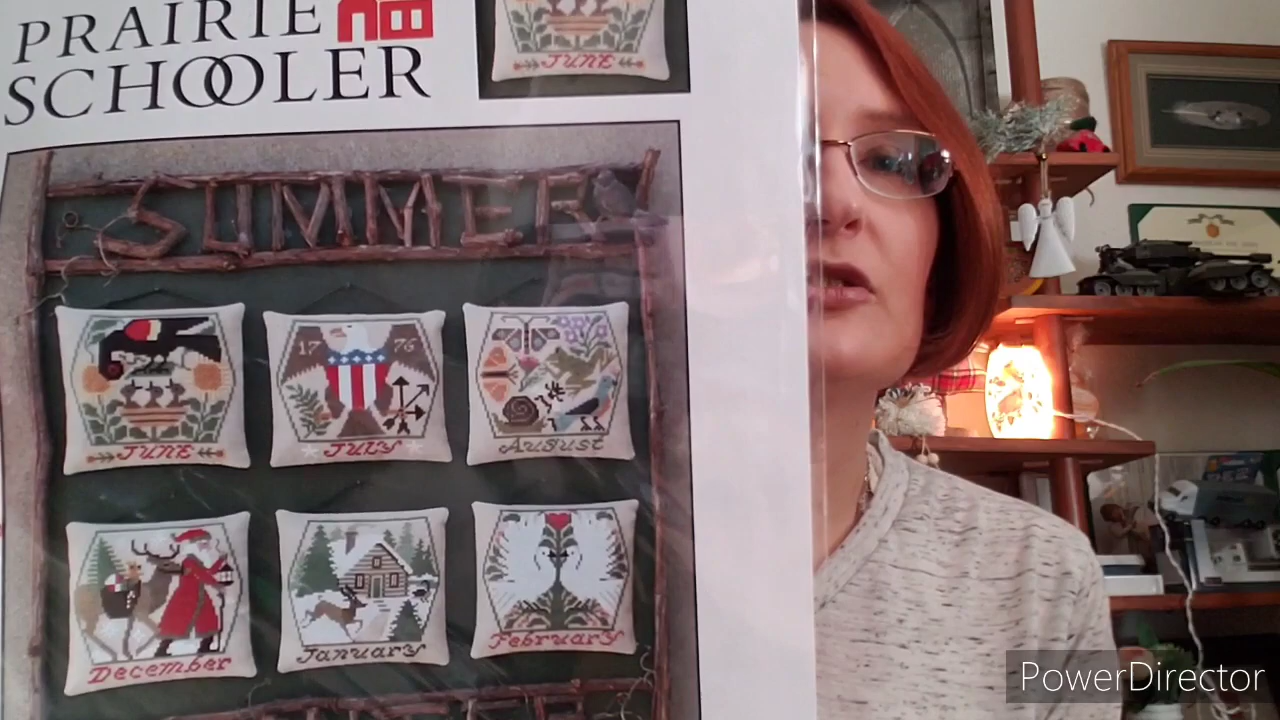 PRAIRIE
SCHOOLER
JUNE
SUMMER
JUNE
17 76
JULY
August
December
January
February
PowerDirector